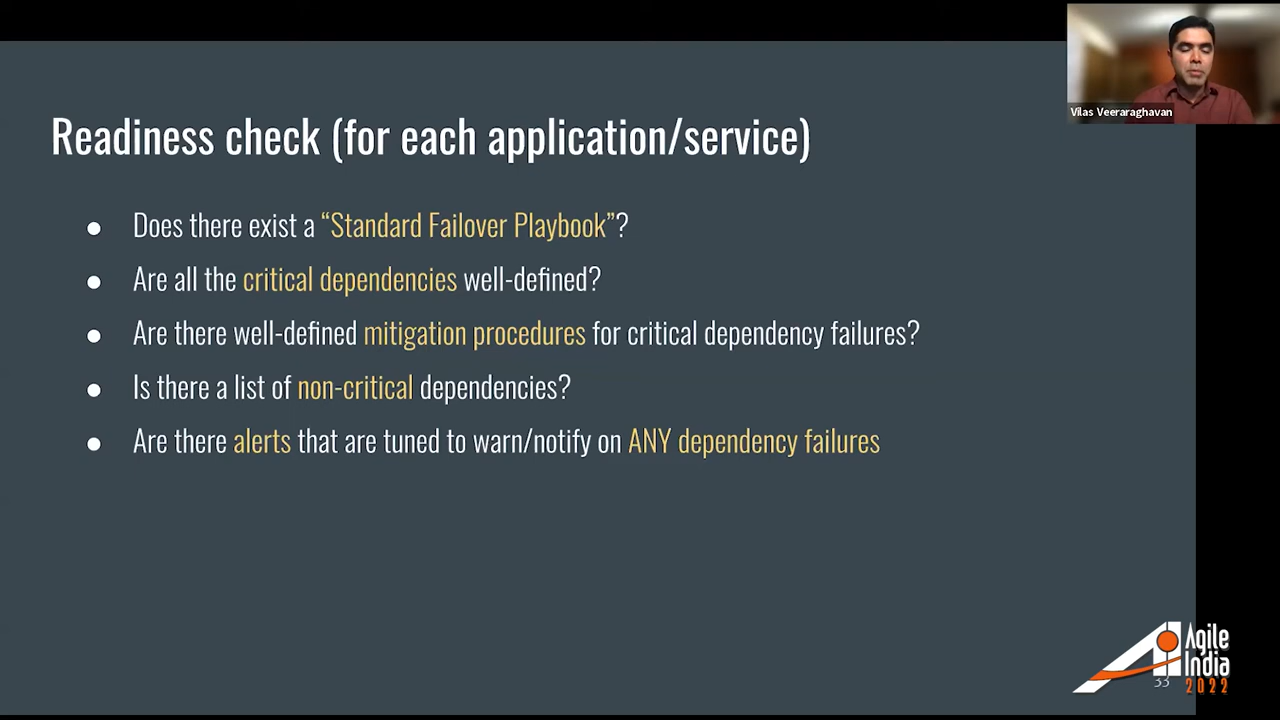 Vilas Veeraraghavan
Readiness check (for each application/service)
● Does there exist a “Standard Failover Playbook”?
● Are all the critical dependencies well-defined?
● Are there well-defined mitigation procedures for critical dependency failures?
● Is there a list of non-critical dependencies?
● Are there alerts that are tuned to warn/notify on ANY dependency failures
Agile
India
2022
33